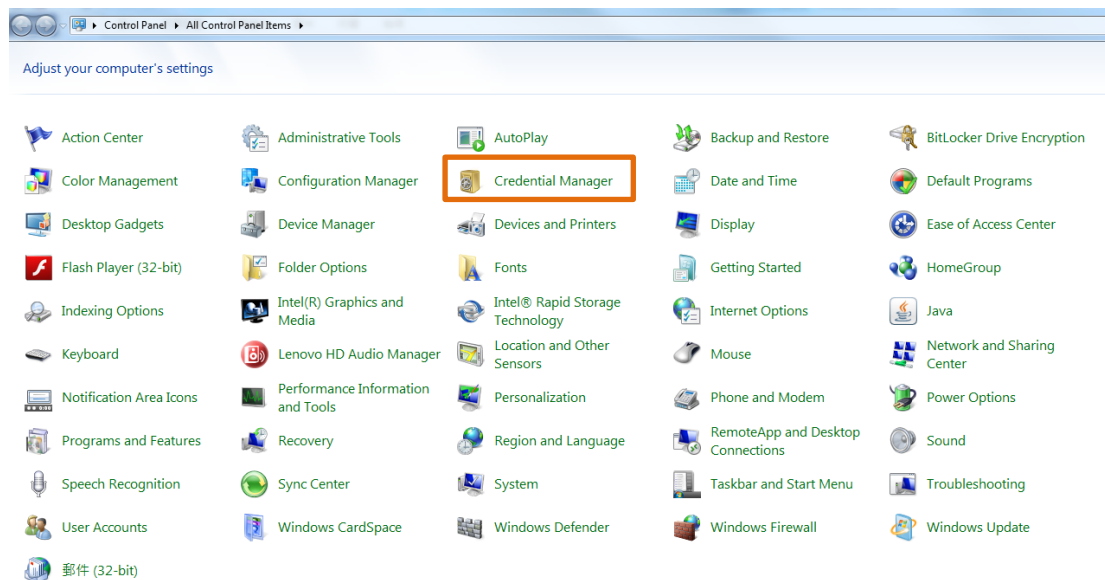 Control Panel ▸ All Control Panel Items ▸
Adjust your computer's settings
Action Center
Administrative Tools
AutoPlay
Backup and Restore
BitLocker Drive Encryption
Color Management
Configuration Manager
Credential Manager
Date and Time
Default Programs
Desktop Gadgets
Device Manager
Devices and Printers
Display
Ease of Access Center
Flash Player (32-bit)
Folder Options
Fonts
Getting Started
HomeGroup
Indexing Options
Intel(R) Graphics and
Media
Intel® Rapid Storage
Technology
Internet Options
Java
Keyboard
Lenovo HD Audio Manager
Location and Other
Sensors
Mouse
Network and Sharing
Center
Notification Area Icons
Performance Information
and Tools
Personalization
Phone and Modem
Power Options
Programs and Features
Recovery
Region and Language
RemoteApp and Desktop
Connections
Sound
Speech Recognition
Sync Center
System
Taskbar and Start Menu
Troubleshooting
User Accounts
Windows CardSpace
Windows Defender
Windows Firewall
Windows Update
郵件 (32-bit)